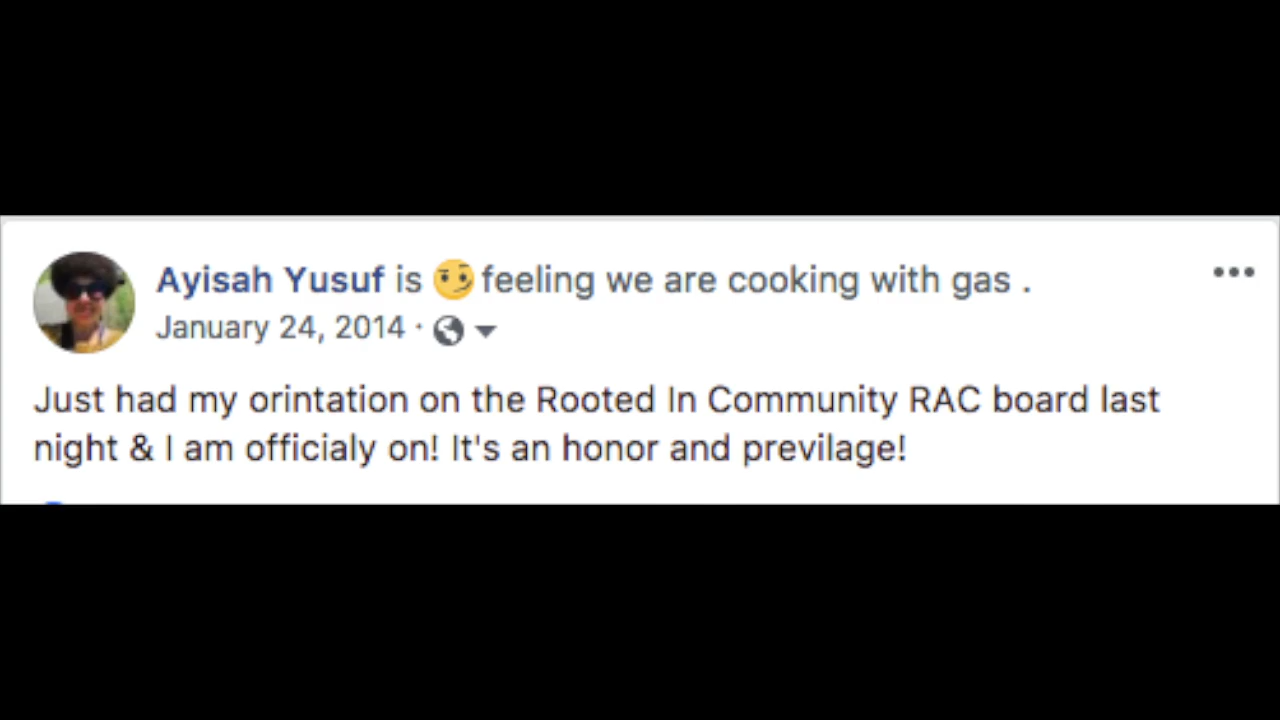 Ayisah Yusuf is 🤨 feeling we are cooking with gas .
January 24, 2014 ·
Just had my orintation on the Rooted In Community RAC board last
night & I am officialy on! It's an honor and previlage!